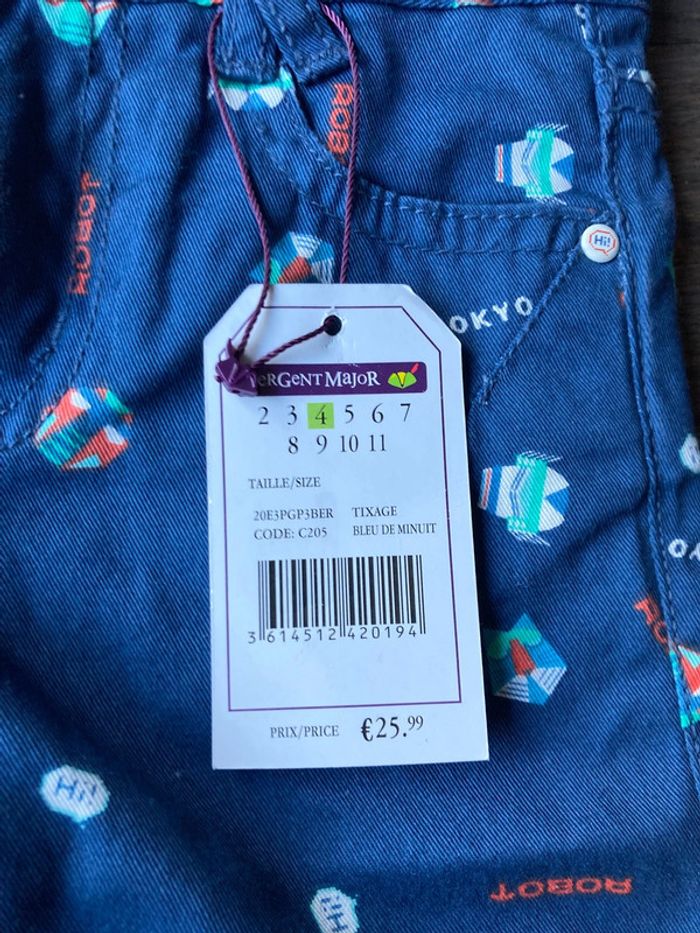 ROBOT
ROBOT
Hi!
OKYO
ERGENT MAJOR
2 3 4 5 6 7
8 9 10 11
TAILLE/SIZE
20E3PGP3BER TIXAGE
CODE: C205 BLEU DE MINUIT
3 614512 420194
PRIX/PRICE €25.99
Hi!
ROBOT
Hi!